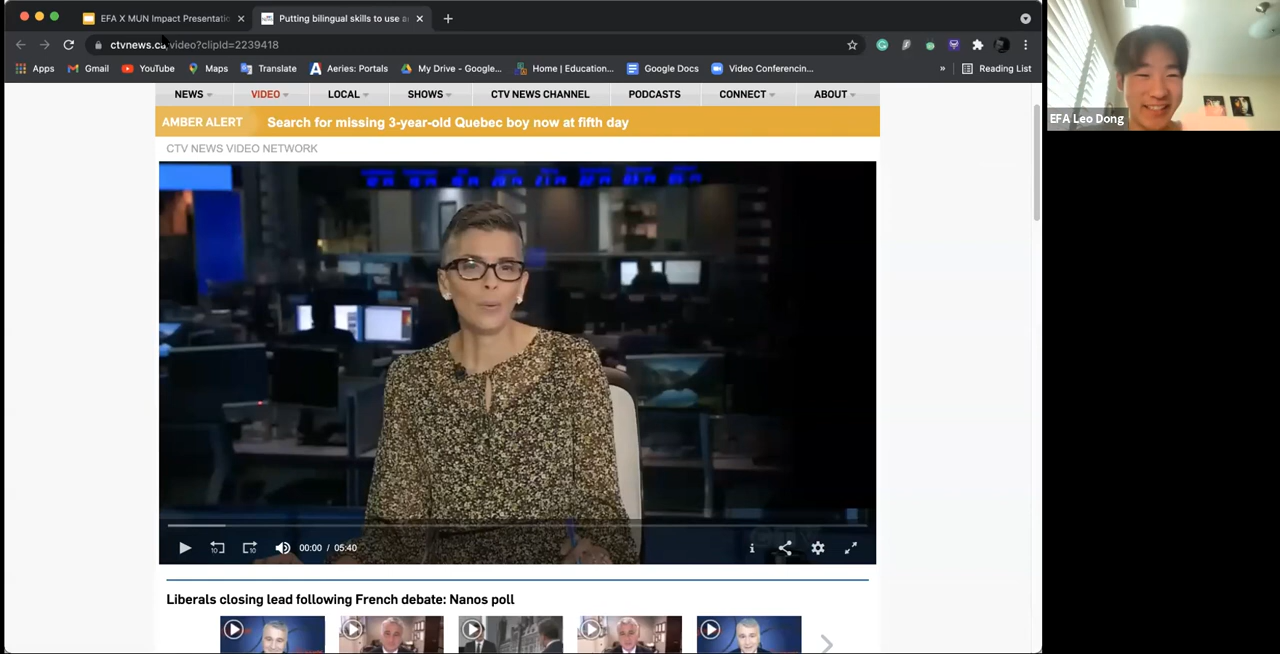 EFA X MUN Impact Presentatio
Putting bilingual skills to use a
ctvnews.ca/video?clipId=2239418
Apps
Gmail
YouTube
Maps
Translate
Aeries: Portals
My Drive - Google...
Home | Education...
Google Docs
Video Conferencin...
»
Reading List
NEWS
VIDEO
LOCAL
SHOWS
CTV NEWS CHANNEL
PODCASTS
CONNECT
ABOUT
AMBER ALERT Search for missing 3-year-old Quebec boy now at fifth day
CTV NEWS VIDEO NETWORK
10
10
00:00 / 05:40
Liberals closing lead following French debate: Nanos poll
EFA Leo Dong